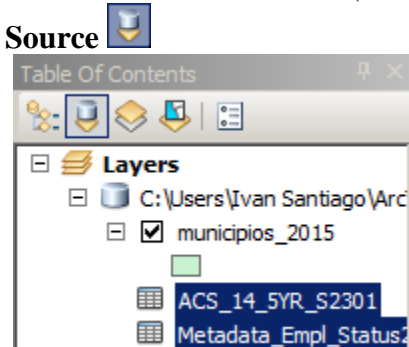 Source
Table Of Contents
Layers
C:\Users\Ivan Santiago\Arc
municipios_2015
ACS_14_5YR_S2301
Metadata_Empl_Status2